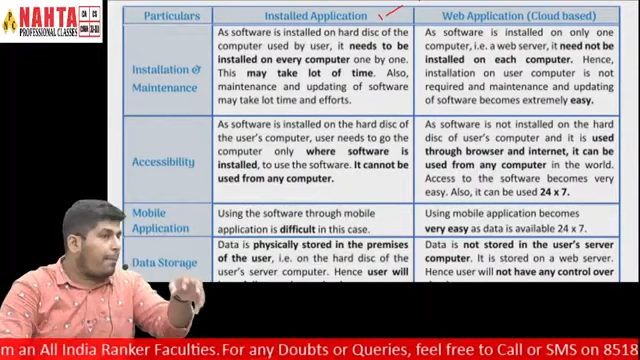 NAHTA
PROFESSIONAL CLASSES
CA
CS
CMA
XI-XII
Particulars
Installed Application
Web Application (Cloud based)
Installation &
Maintenance
As software is installed on hard disc of the
computer used by user, it needs to be
installed on every computer one by one.
This may take lot of time. Also,
maintenance and updating of software
may take lot time and efforts.
As software is installed on only one
computer, i.e. a web server, it need not be
installed on each computer. Hence,
installation on user computer is not
required and maintenance and updating
of software becomes extremely easy.
Accessibility
As software is installed on the hard disc of
the user's computer, user needs to go the
computer only where software is
installed, to use the software. It cannot be
used from any computer.
As software is not installed on the hard
disc of user's computer and it is used
through browser and internet, it can be
used from any computer in the world.
Access to the software becomes very
easy. Also, it can be used 24 x 7.
Mobile
Application
Using the software through mobile
application is difficult in this case.
Using mobile application becomes
very easy as data is available 24 x 7.
Data Storage
Data is physically stored in the premises
of the user, i.e. on the hard disc of the
user's server computer. Hence user will
Data is not stored in the user's server
computer. It is stored on a web server.
Hence user will not have any control over
m an All India Ranker Faculties.For any Doubts or Queries, feel free to Call or SMS on 8518